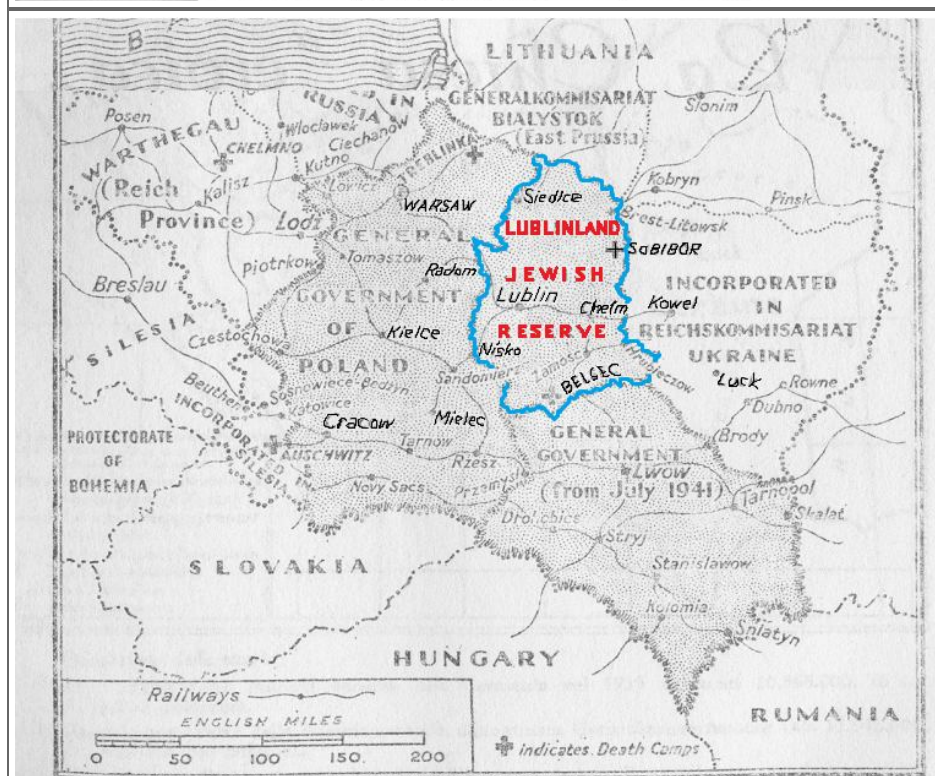 B
LITHUANIA
RUSSIA
IN
GENERALKOMMISARIAT
BIALYSTOK
(East Prussia)
Slonim
Posen
Wloclawek
Ciechanow
WARTHEGAU
CHELMNO
Kutno
TREBLINKA
(Reich
Province)
Kalisz
Lowicz
WARSAW
Siedlce
Kobryn
Pinsk
Brest-Litowsk
Lodz
LUBLINLAND
SOBIBOR
GENERAL
Piotrkow
Tomaszow
Radom
JEWISH
INCORPORATED
IN
REICHSKOMMISARIAT
UKRAINE
Breslau
GOVERNMENT
Lublin
Chelm
Kowel
SILESIA
OF
Kielce
RESERVE
Czestochowa
Nisko
POLAND
Sandomierz
Zamosc
Hrubieszow
BELSEC
Luck
Rowne
Dubno
Beuthen
Sosnowiece-Bedzin
Katowice
INCORPORATED IN
SILESIA
Cracow
Mielec
Brody
PROTECTORATE
OF
BOHEMIA
AUSCHWITZ
Tarnow
Rzesz
GENERAL
GOVERNMENT
(from July 1941)
Lwow
Nowy Sacs
Przemysl
Tarnopol
Skalat
Stryj
SLOVAKIA
Stanislawow
Kolomia
Sniatyn
HUNGARY
RUMANIA
Railways
ENGLISH MILES
0 50 100 150 200
indicates Death Camps